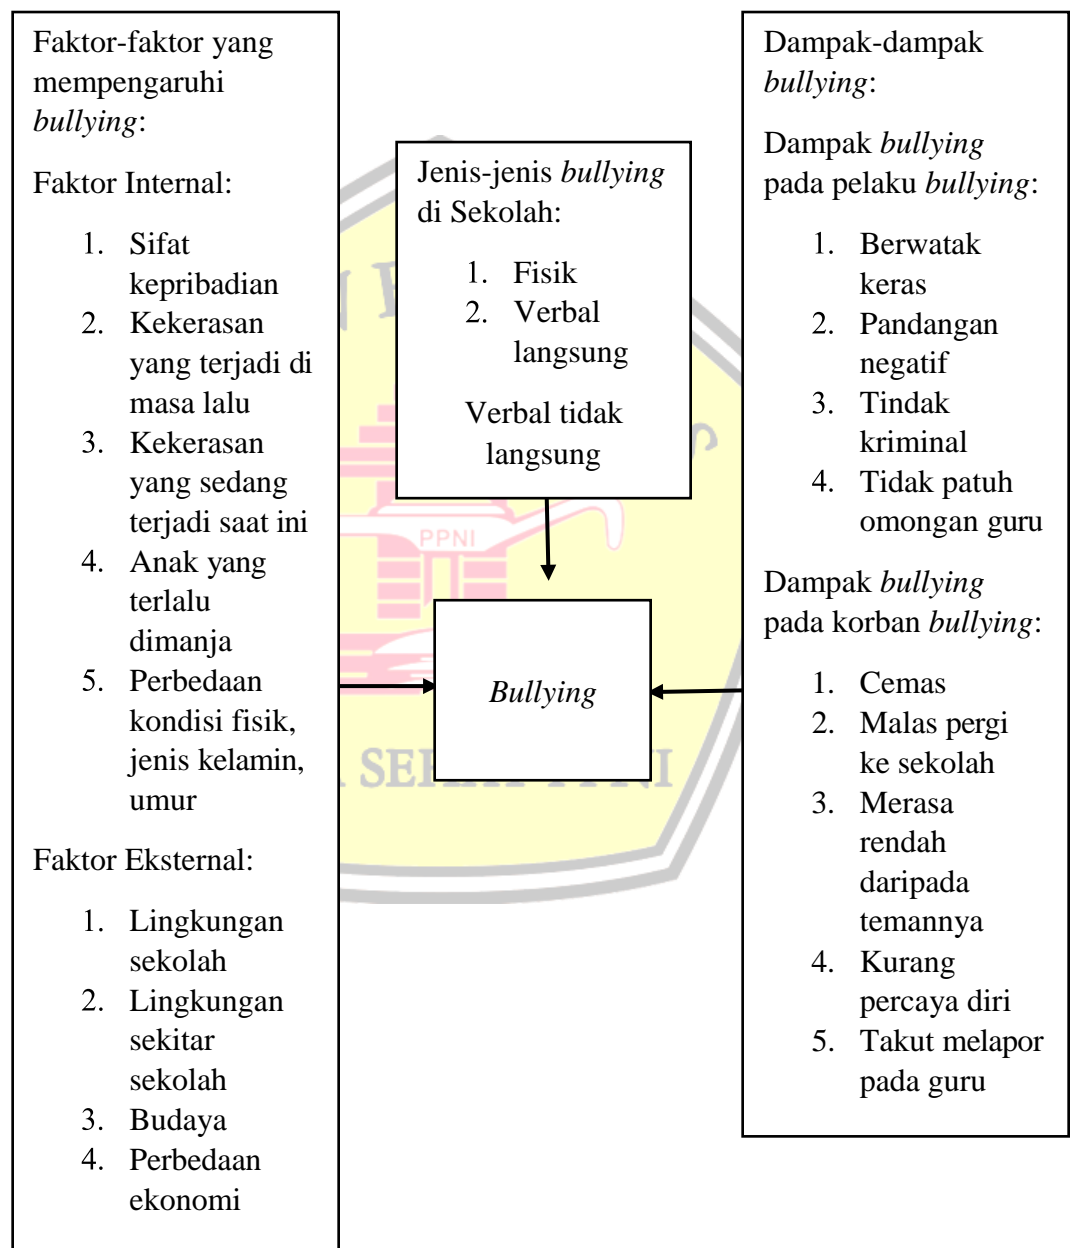 Faktor-faktor yang
mempengaruhi
bullying:
Faktor Internal:
1. Sifat
kepribadian
2. Kekerasan
yang terjadi di
masa lalu
3. Kekerasan
yang sedang
terjadi saat ini
4. Anak yang
terlalu
dimanja
5. Perbedaan
kondisi fisik,
jenis kelamin,
umur
Faktor Eksternal:
1. Lingkungan
sekolah
2. Lingkungan
sekitar
sekolah
3. Budaya
4. Perbedaan
ekonomi
Jenis-jenis bullying
di Sekolah:
1. Fisik
2. Verbal
langsung
Verbal tidak
langsung
PPNI
Bullying
Dampak-dampak
bullying:
Dampak bullying
pada pelaku bullying:
1. Berwatak
keras
2. Pandangan
negatif
3. Tindak
kriminal
4. Tidak patuh
omongan guru
Dampak bullying
pada korban bullying:
1. Cemas
2. Malas pergi
ke sekolah
3. Merasa
rendah
daripada
temannya
4. Kurang
percaya diri
5. Takut melapor
pada guru